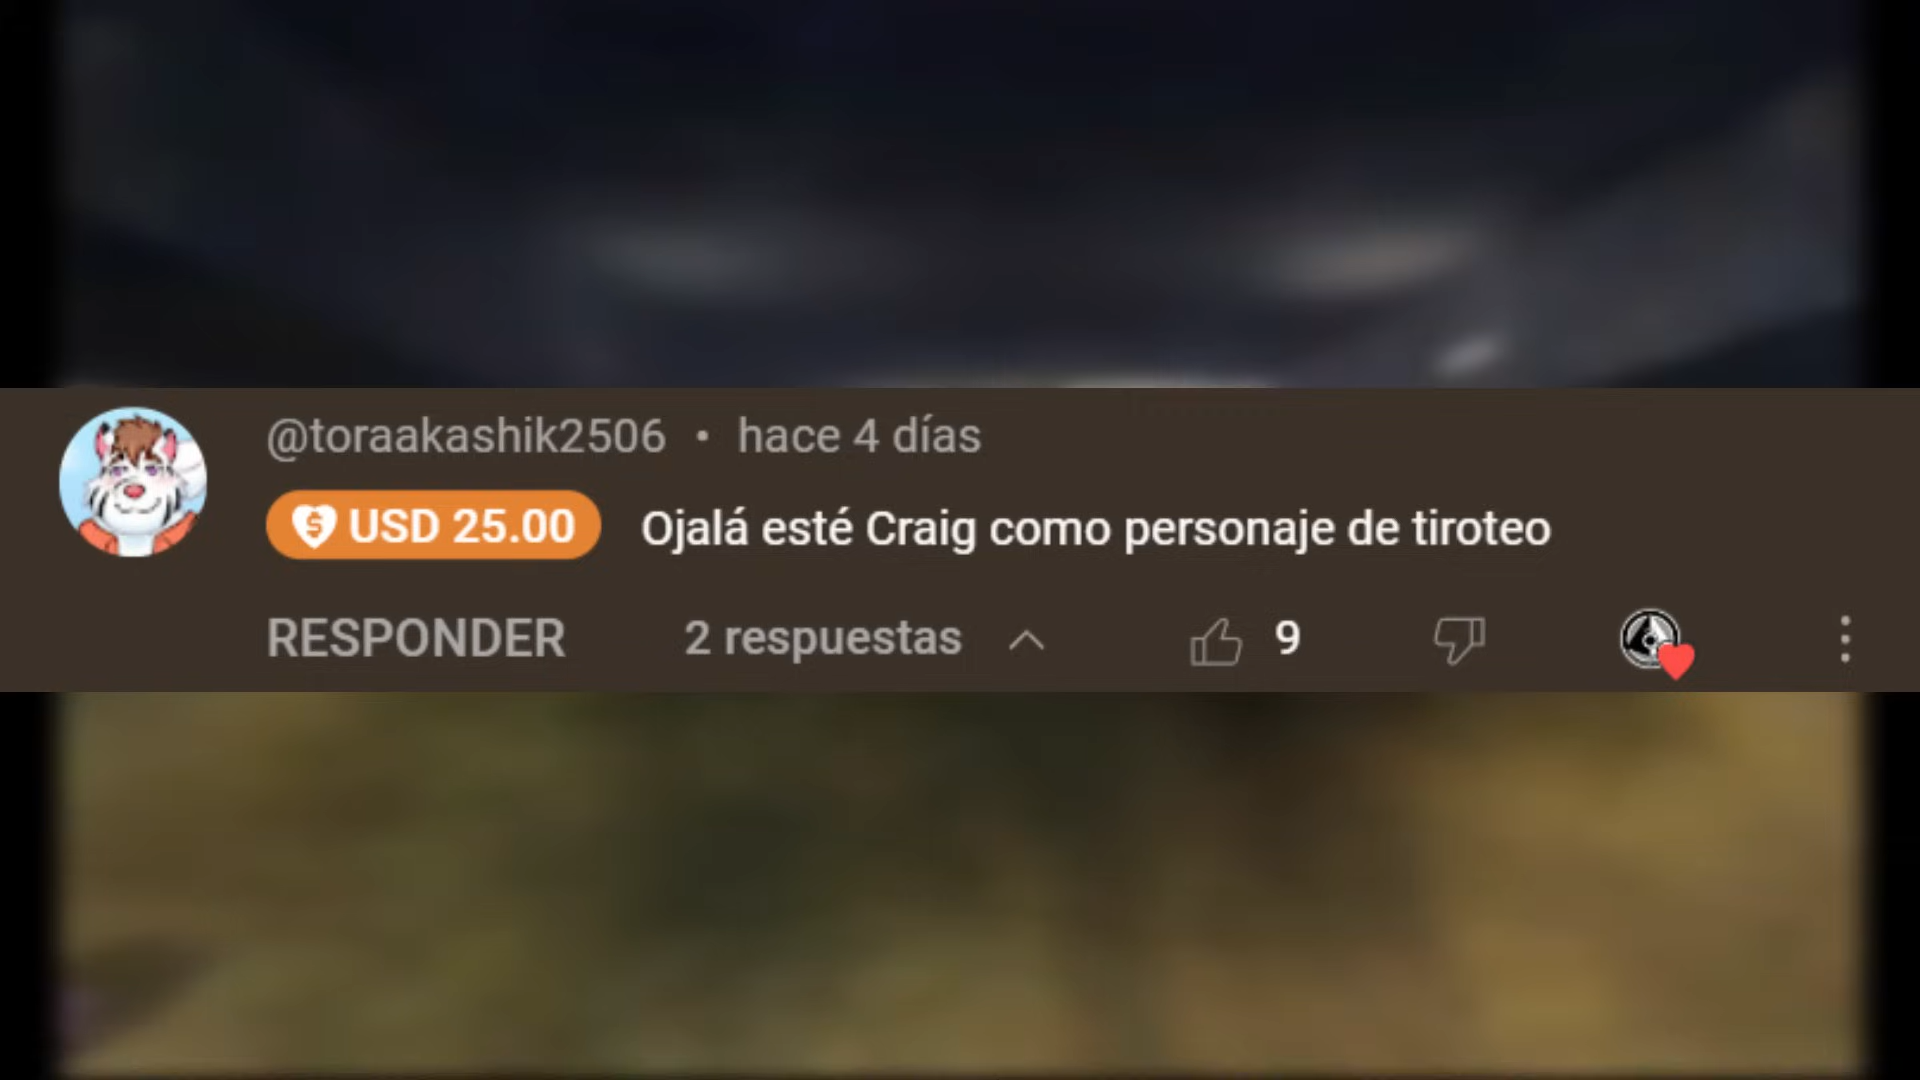 @toraakashik2506 • hace 4 días
USD 25.00 Ojalá esté Craig como personaje de tiroteo
RESPONDER 2 respuestas 9